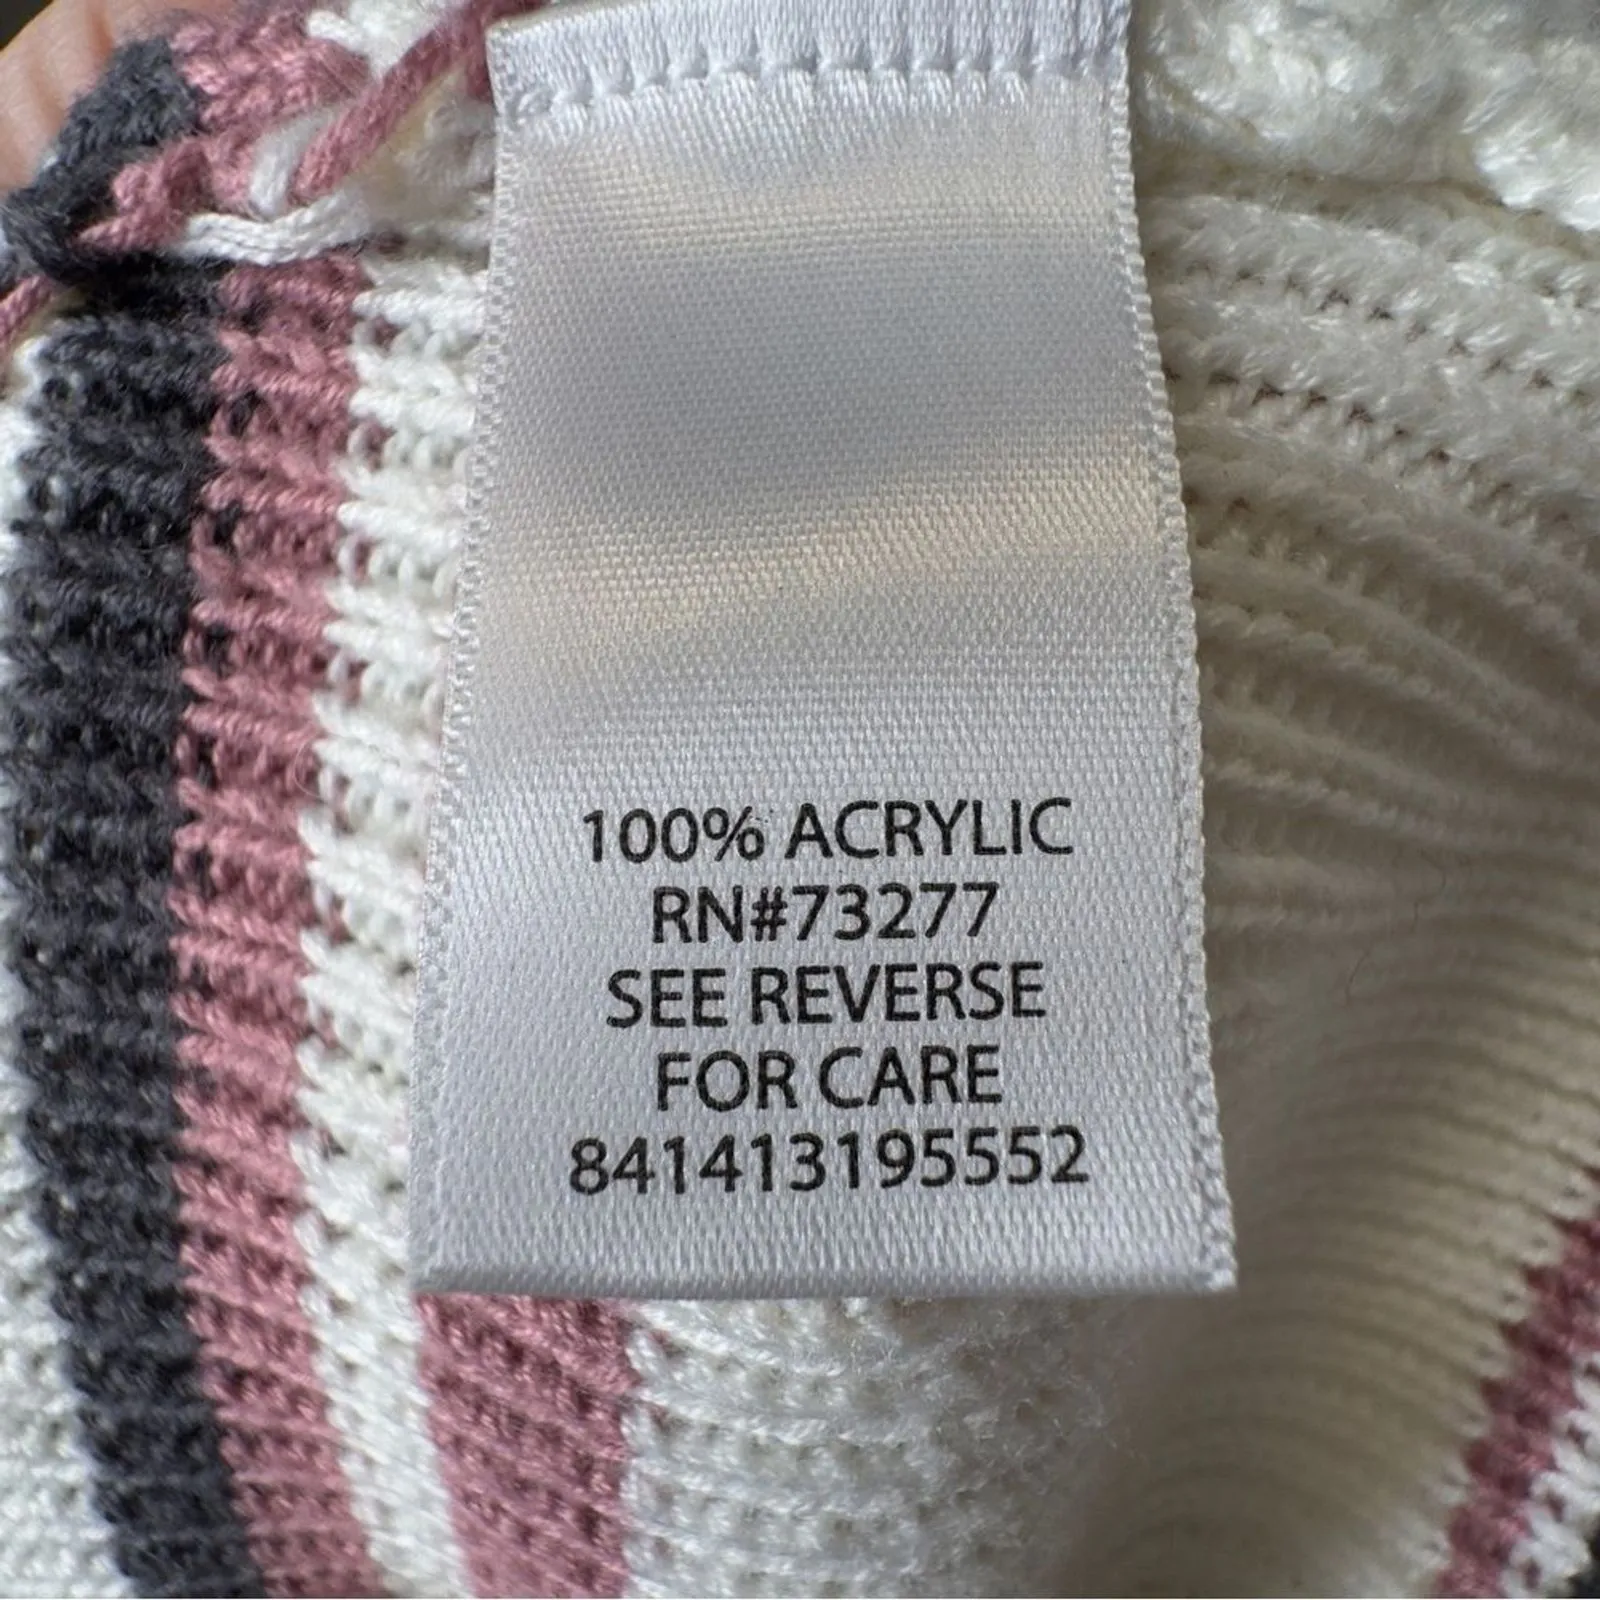 100% ACRYLIC
RN#73277
SEE REVERSE
FOR CARE
841413195552